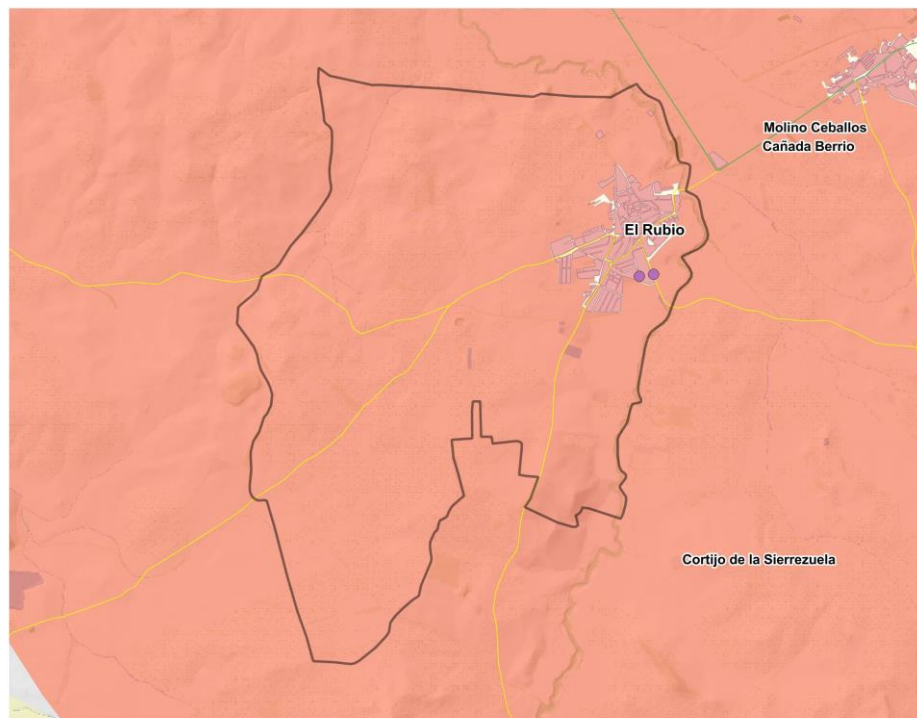 Molino Ceballos
Cañada Berrio
El Rubio
Cortijo de la Sierrezuela